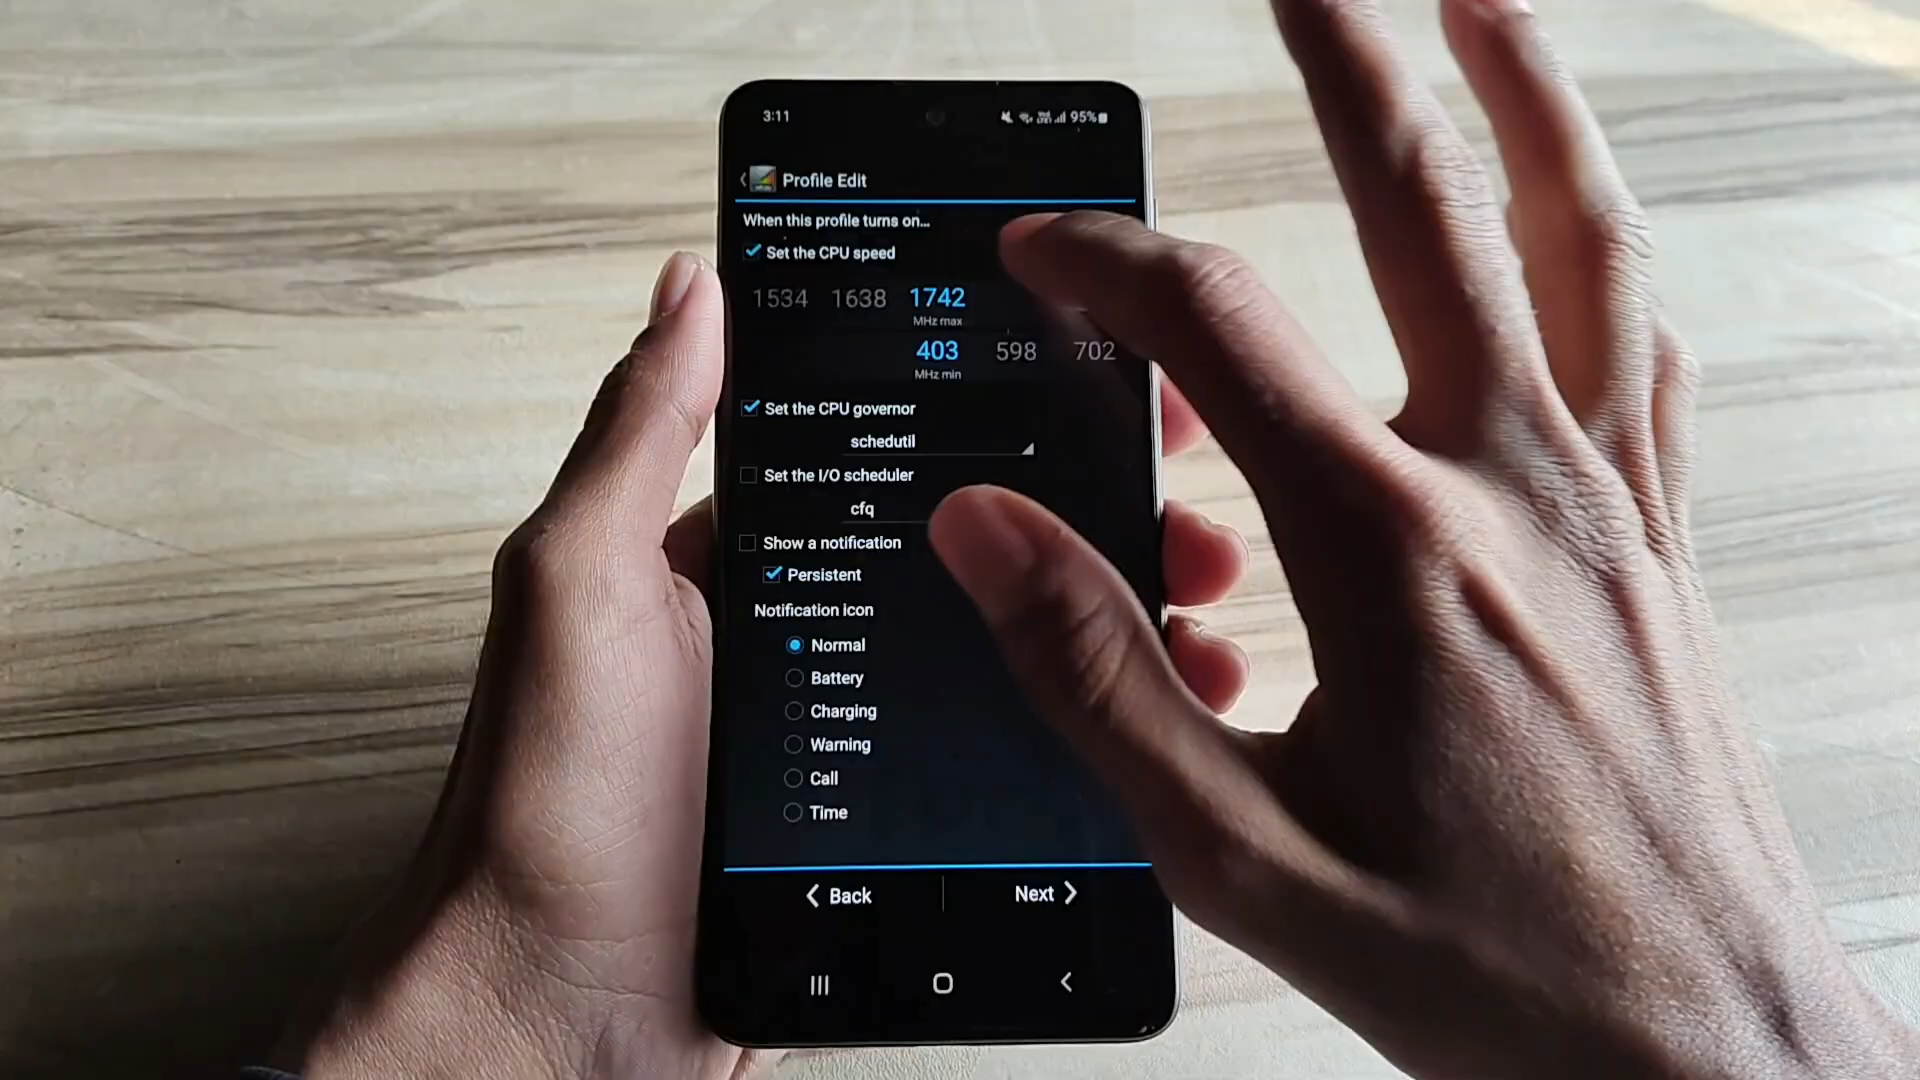 3:11 95%
Profile Edit
When this profile turns on...
Set the CPU speed
1534 1638 1742
MHz max
403 598 702
MHz min
Set the CPU governor
schedutil
Set the I/O scheduler
cfq
Show a notification
Persistent
Notification icon
Normal
Battery
Charging
Warning
Call
Time
Back Next